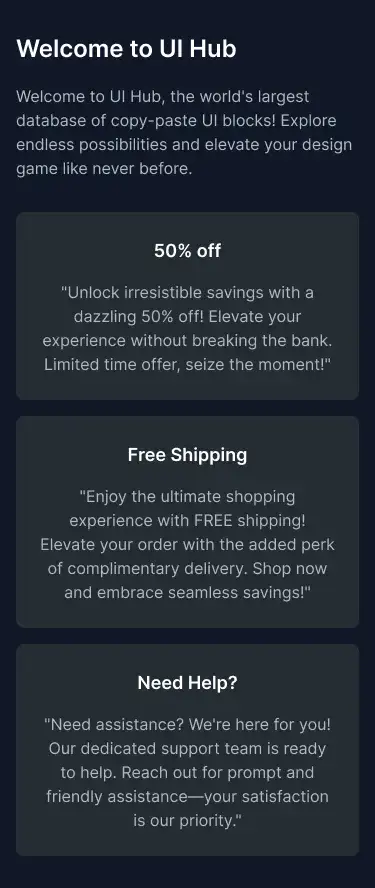 Welcome to UI Hub
Welcome to UI Hub, the world's largest
database of copy-paste UI blocks! Explore
endless possibilities and elevate your design
game like never before.
50% off
"Unlock irresistible savings with a
dazzling 50% off! Elevate your
experience without breaking the bank.
Limited time offer, seize the moment!"
Free Shipping
"Enjoy the ultimate shopping
experience with FREE shipping!
Elevate your order with the added perk
of complimentary delivery. Shop now
and embrace seamless savings!"
Need Help?
"Need assistance? We're here for you!
Our dedicated support team is ready
to help. Reach out for prompt and
friendly assistance—your satisfaction
is our priority."